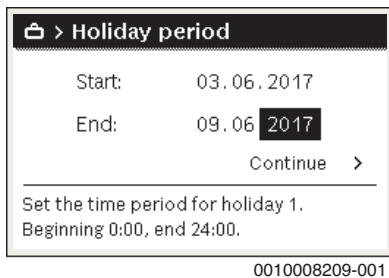 > Holiday period
Start: 03.06.2017
End: 09.06 2017
Continue >
Set the time period for holiday 1.
Beginning 0:00, end 24:00.
0010008209-001